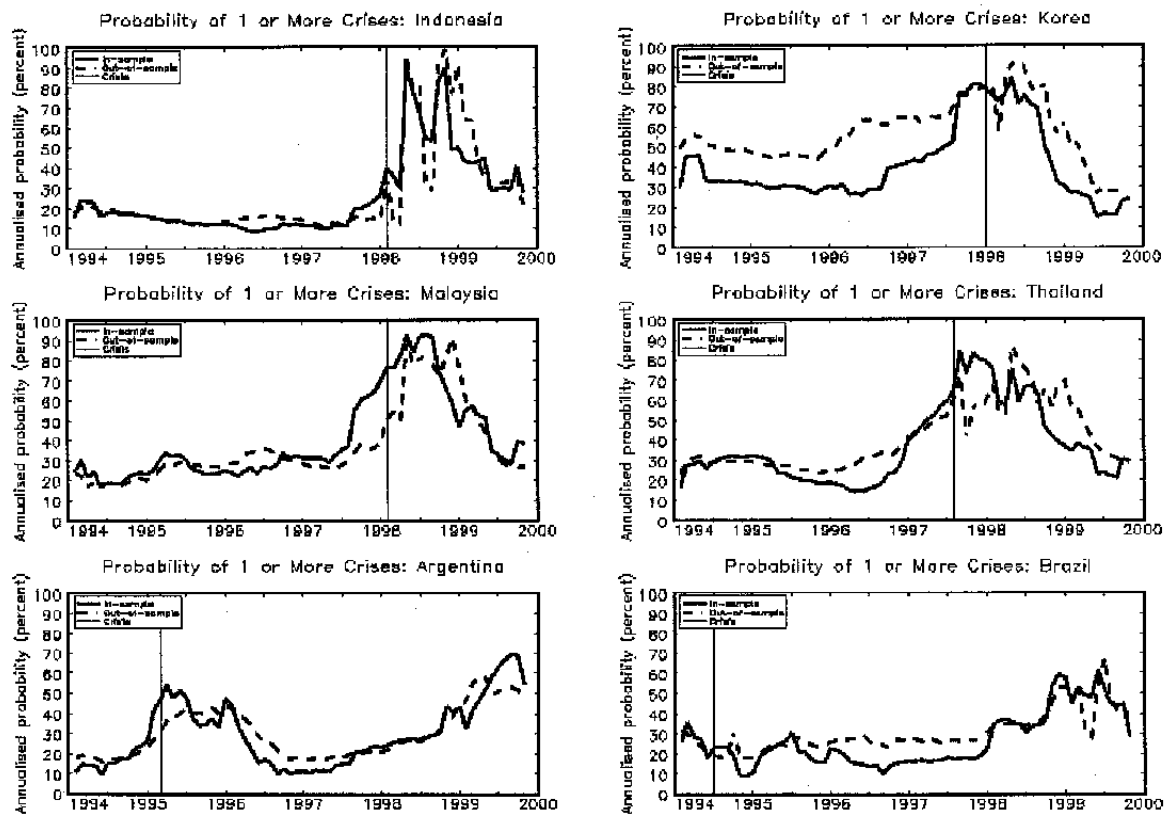 Probability of 1 or More Crises: Indonesia
Annualised probability (percent)
100
90
80
70
60
50
40
30
20
10
0
In-sample
Out-of-sample
Crisis
1994 1995 1996 1997 1998 1999 2000
Probability of 1 or More Crises: Korea
Annualised probability (percent)
100
90
80
70
60
50
40
30
20
10
0
In-sample
Out-of-sample
Crisis
1994 1995 1996 1997 1998 1999 2000
Probability of 1 or More Crises: Malaysia
Annualised probability (percent)
100
90
80
70
60
50
40
30
20
10
0
In-sample
Out-of-sample
Crisis
1994 1995 1996 1997 1998 1999 2000
Probability of 1 or More Crises: Thailand
Annualised probability (percent)
100
90
80
70
60
50
40
30
20
10
0
In-sample
Out-of-sample
Crisis
1994 1995 1996 1997 1998 1999 2000
Probability of 1 or More Crises: Argentina
Annualised probability (percent)
100
90
80
70
60
50
40
30
20
10
0
In-sample
Out-of-sample
Crisis
1994 1995 1996 1997 1998 1999 2000
Probability of 1 or More Crises: Brazil
Annualised probability (percent)
100
90
80
70
60
50
40
30
20
10
0
In-sample
Out-of-sample
Crisis
1994 1995 1996 1997 1998 1999 2000